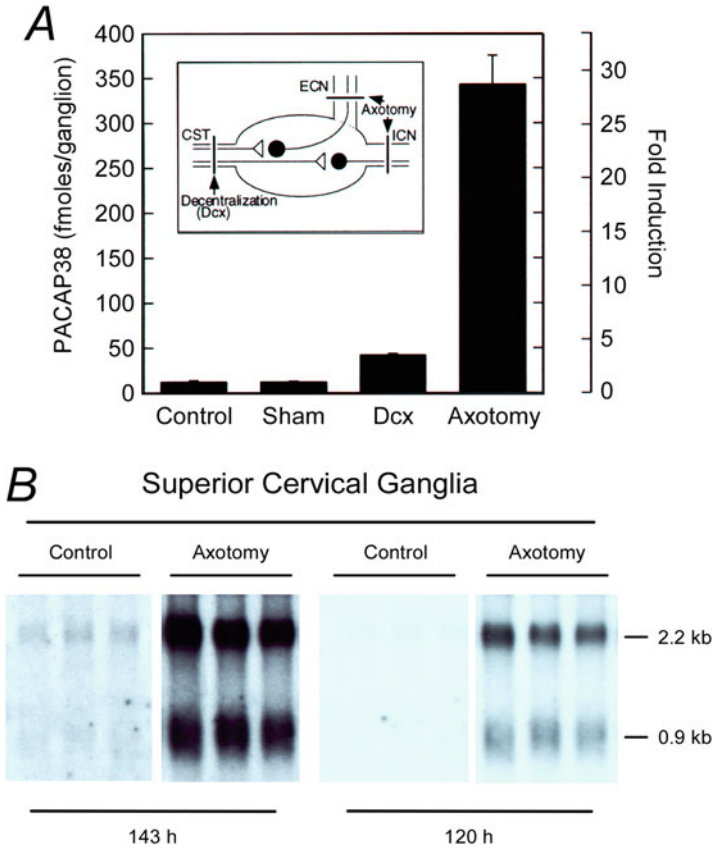 A
PACAP38 (fmoles/ganglion)
400
350
300
250
200
150
100
50
0
ECN
Axotomy
CST
ICN
Decentralization
(Dcx)
30
25
20
15
10
5
0
Fold Induction
Control Sham Dcx Axotomy
B Superior Cervical Ganglia
Control Axotomy Control Axotomy
2.2 kb
0.9 kb
143 h 120 h